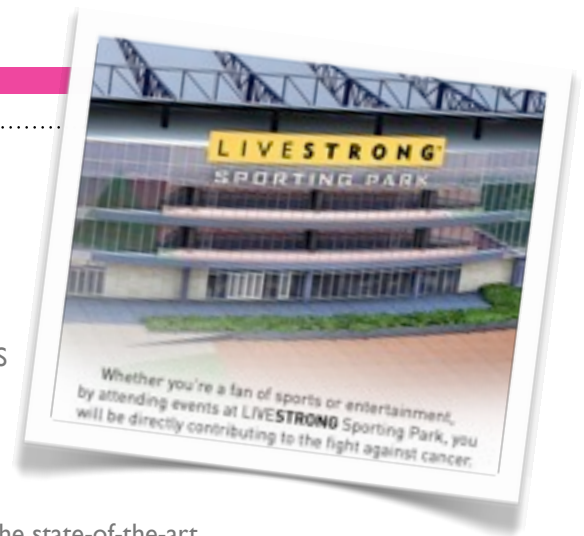 LIVESTRONG
SPORTING PARK
S
Whether you're a fan of sports or entertainment,
by attending events at LIVESTRONG Sporting Park, you
will be directly contributing to the fight against cancer.
he state-of-the-art